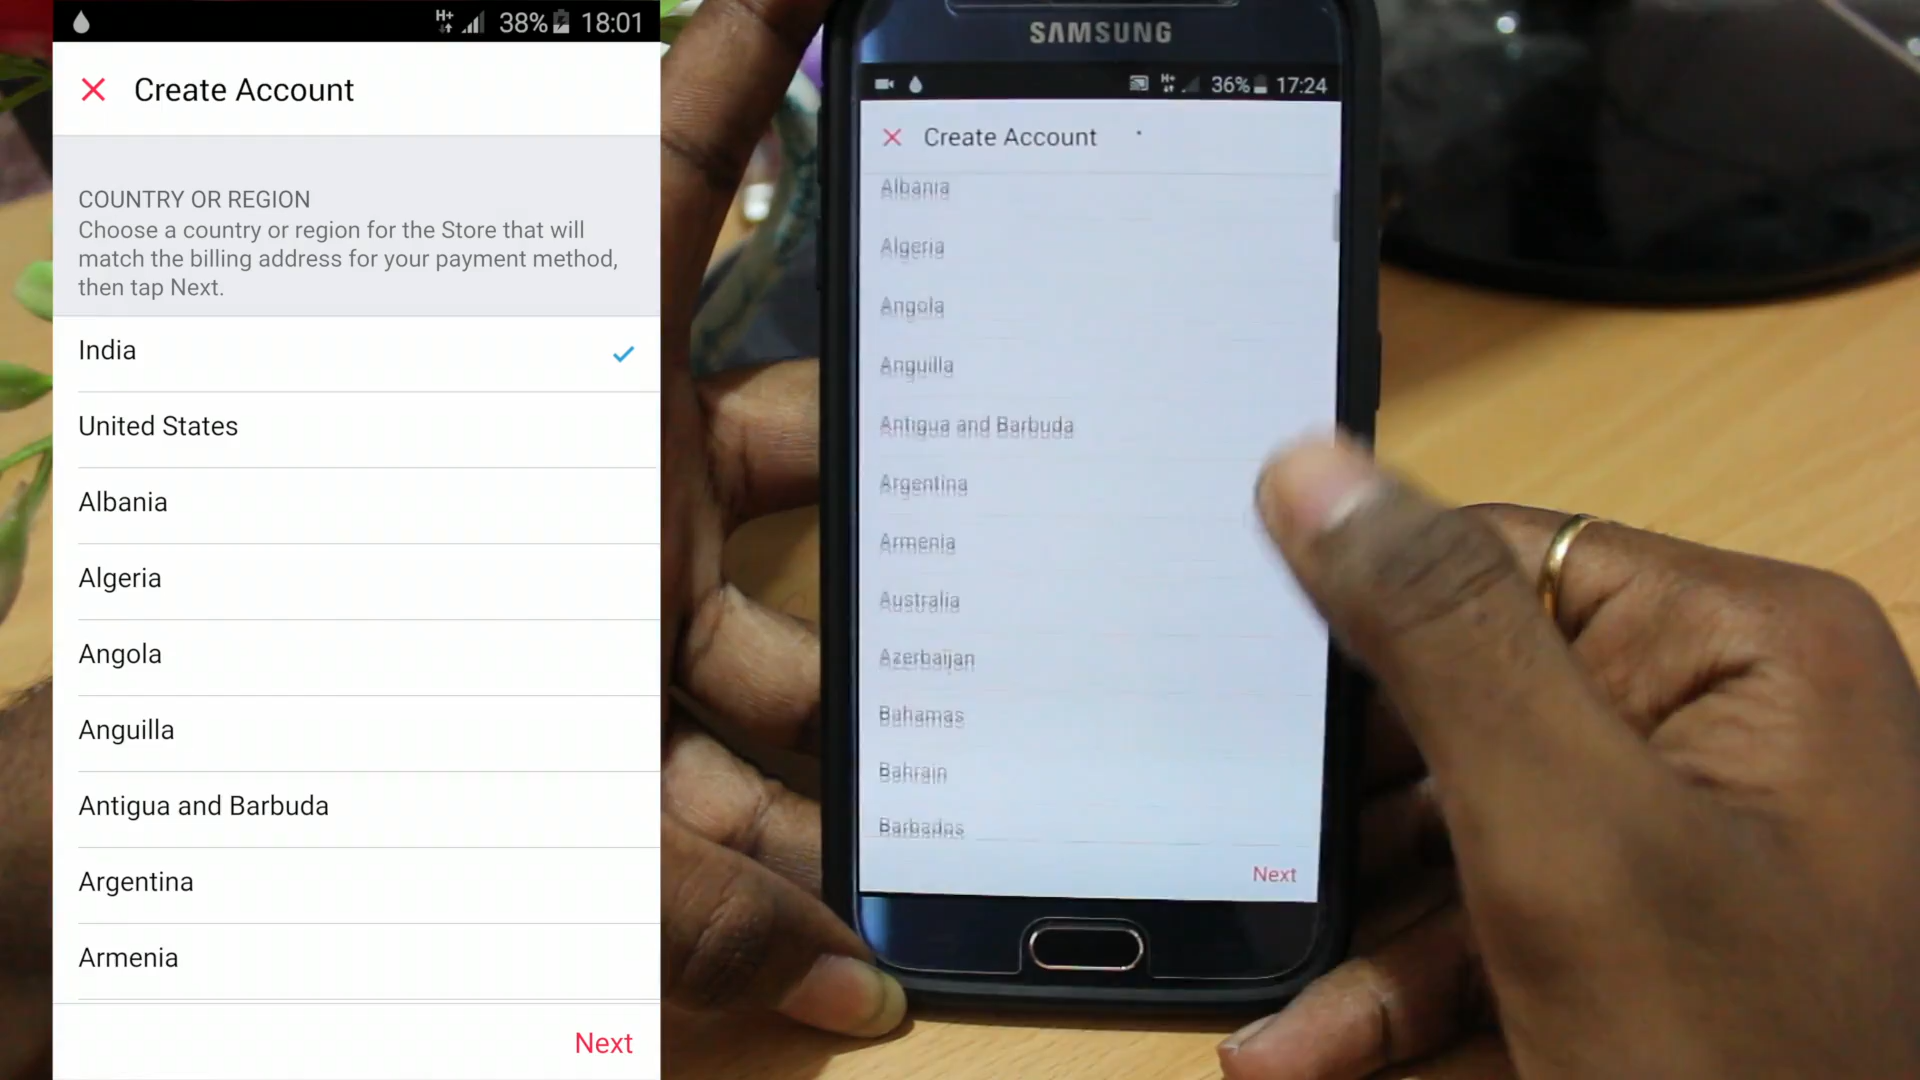 38% 18:01
Create Account
COUNTRY OR REGION
Choose a country or region for the Store that will
match the billing address for your payment method,
then tap Next.
India
United States
Albania
Algeria
Angola
Anguilla
Antigua and Barbuda
Argentina
Armenia
Next
SAMSUNG
36% 17:24
Create Account
Albania
Algeria
Angola
Anguilla
Antigua and Barbuda
Argentina
Armenia
Australia
Azerbaijan
Bahamas
Bahrain
Barbados
Next